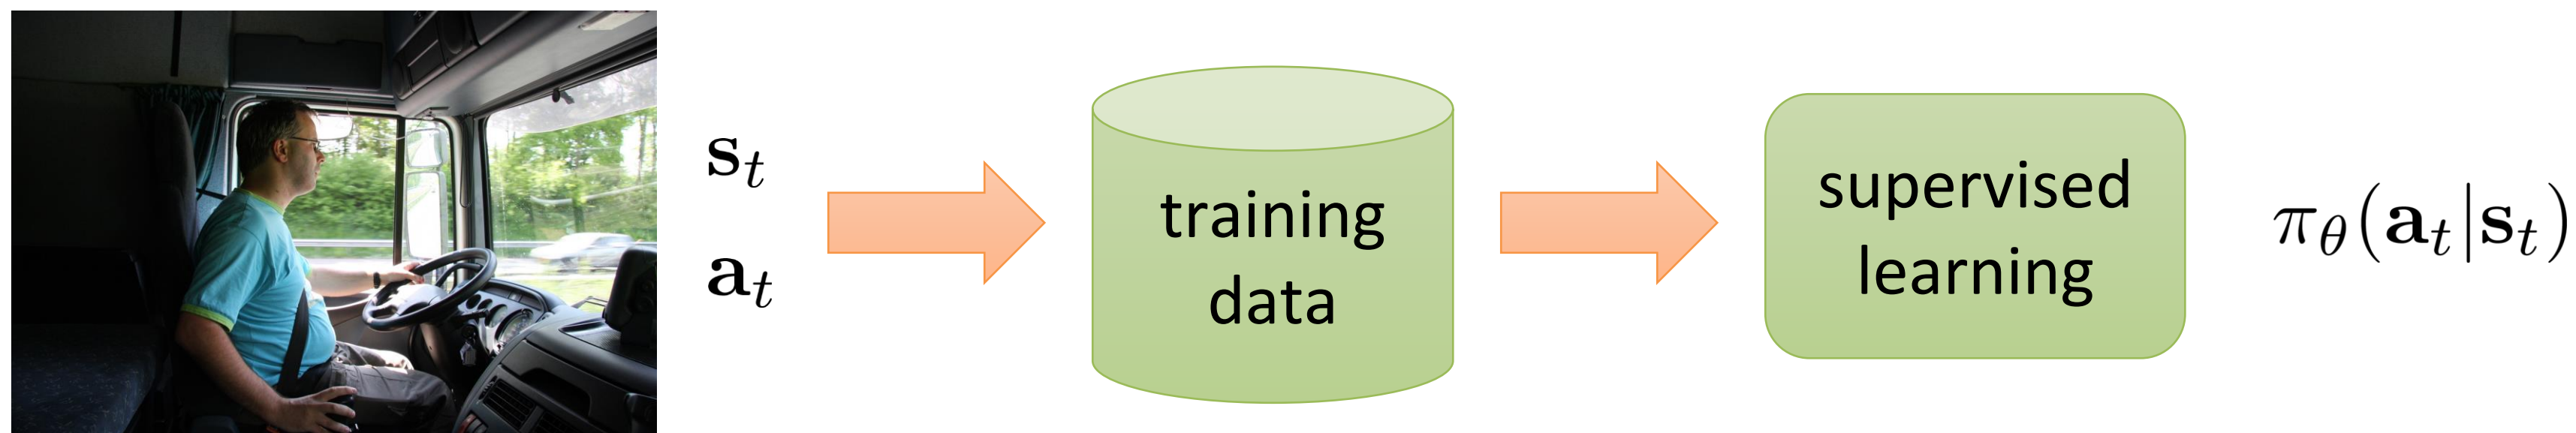 s_t
a_t
training
data
supervised
learning
π_θ(a_t|s_t)